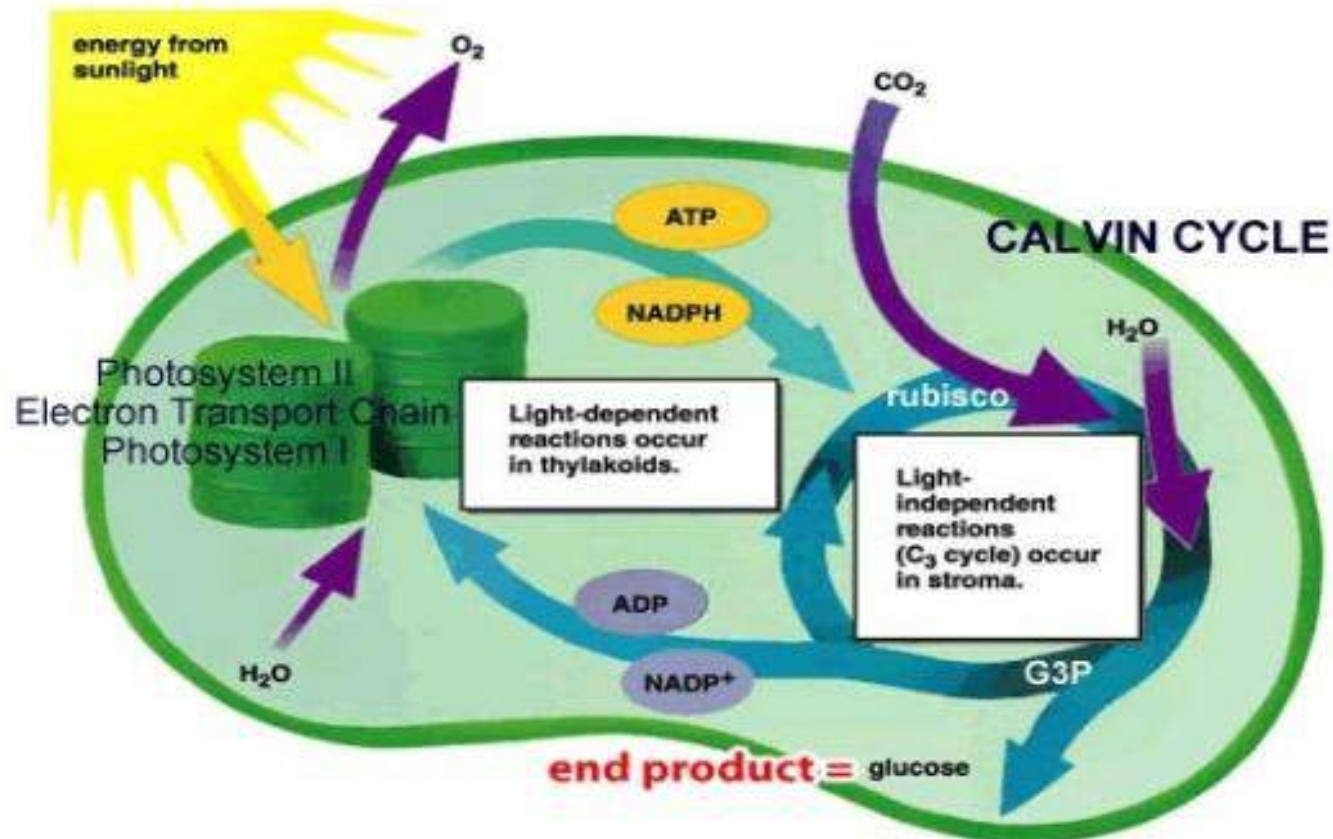 energy from
sunlight
O₂
CO₂
ATP
CALVIN CYCLE
NADPH
H₂O
Photosystem II
Electron Transport Chain
Photosystem I
rubisco
Light-dependent
reactions occur
in thylakoids.
Light-
independent
reactions
(C₃ cycle) occur
in stroma.
ADP
H₂O
NADP⁺
G3P
end product = glucose